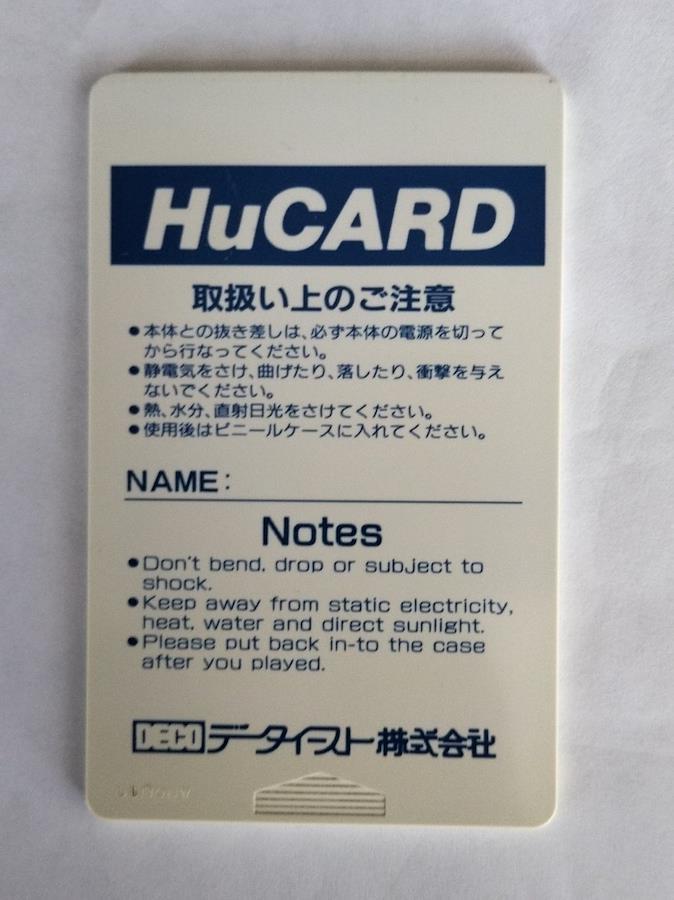 HuCARD
取扱い上のご注意
●本体との抜き差しは、必ず本体の電源を切って
から行なってください。
●静電気をさけ、曲げたり、落したり、衝撃を与え
ないでください。
●熱、水分、直射日光をさけてください。
●使用後はビニールケースに入れてください。
NAME:
Notes
●Don't bend, drop or subject to
shock.
●Keep away from static electricity,
heat, water and direct sunlight.
●Please put back in-to the case
after you played.
DECO データイースト株式会社